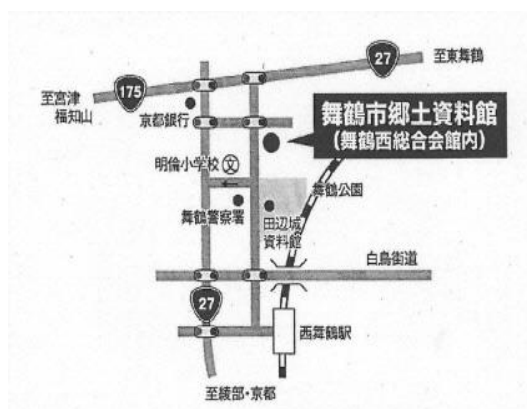 27
至東舞鶴
175
至宮津
福知山
京都銀行
舞鶴市郷土資料館
(舞鶴西総合会館内)
明倫小学校 文
舞鶴公園
舞鶴警察署
田辺城
資料館
白鳥街道
27
西舞鶴駅
至綾部・京都